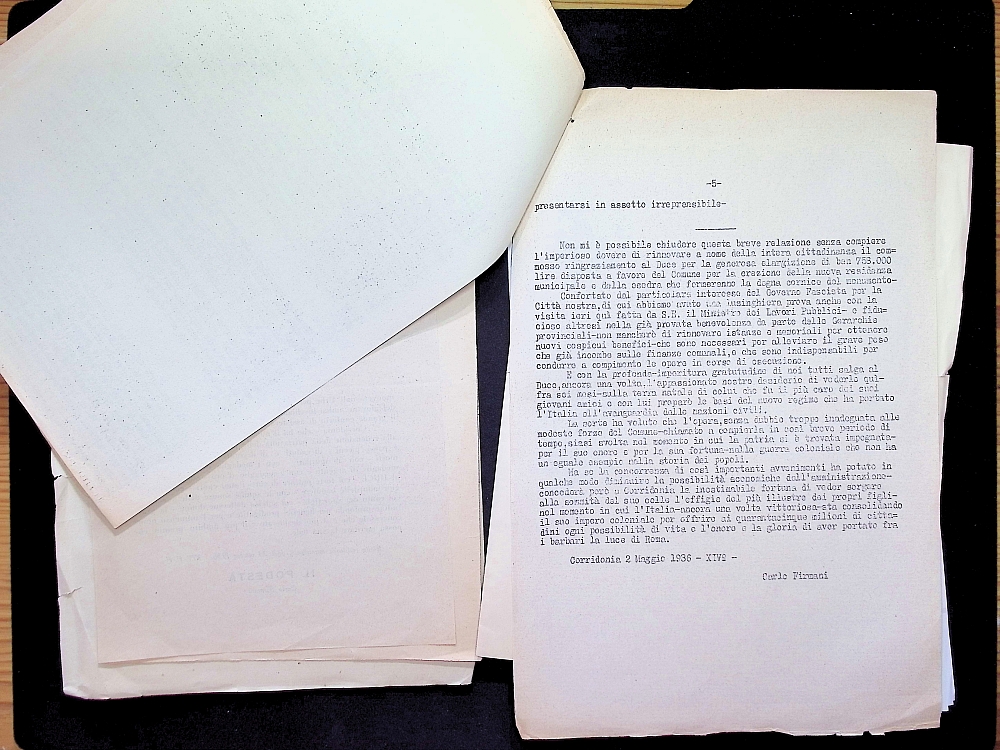 -5-
presentarsi in assetto irreprensibile-
Non mi è possibile chiudere questa breve relazione senza compiere
l'imperioso dovere di rinnovare a nome della intera cittadinanza il com=
mosso ringraziamento al Duce per la generosa elargizione di ben 753.000
lire disposta a favore del Comune per la erezione della nuova residenza
municipale e della esedra che formeranno la degna cornice del monumento-
Confortato dal particolare interesse del Governo Fascista per la
Città nostra,di cui abbiamo avuto una lusinghiera prova anche con la
visita ieri quì fatta da S.E. il Ministro dei Lavori Pubblici- e fidu=
cioso altresì nella già provata benevolenza da parte delle Gerarchie
provinciali-non mancherò di rinnovare istanze e memoriali per ottenere
nuovi cospicui benefici-che sono necessari per alleviare il grave peso
che già incombe sulle finanze comunali,e che sono indispensabili per
condurre a compimento le opere in corso di esecuzione.
E con la profonda-imperitura gratitudine di noi tutti salga al
Duce,ancora una volta,l'appassionato nostro desiderio di vederlo quì-
fra sei mesi-sulla terra natale di colui che fu il più caro dei suoi
giovani amici e con lui preparò le basi del nuovo regime che ha portato
l'Italia all'avanguardia delle nazioni civili.
La sorte ha voluto che l'opera,senza dubbio troppo inadeguata alle
modeste forze del Comune-chiamato a compierla in così breve periodo di
tempo,siasi svolta nel momento in cui la patria si è trovata impegnata-
per il suo onore e per la sua fortuna-nella guerra coloniale che non ha
un'eguale esempio nella storia dei popoli.
Ma se la concorrenza di così importanti avvenimenti ha potuto in
qualche modo diminuire la possibilità economiche dell'amministrazione-
concederà però a Corridonia la inestimabile fortuna di veder sorgere
alla sommità del suo colle l'effigie del più illustre dei propri figli-
nel momento in cui l'Italia-ancora una volta vittoriosa-sta consolidando
il suo impero coloniale per offrire ai quarantacinque milioni di citta=
dini ogni possibilità di vita e l'onore e la gloria di aver portato fra
i barbari la luce di Roma.
Corridonia 2 Maggio 1936 - XIVº -
Carlo Firmani
IL PODESTÀ